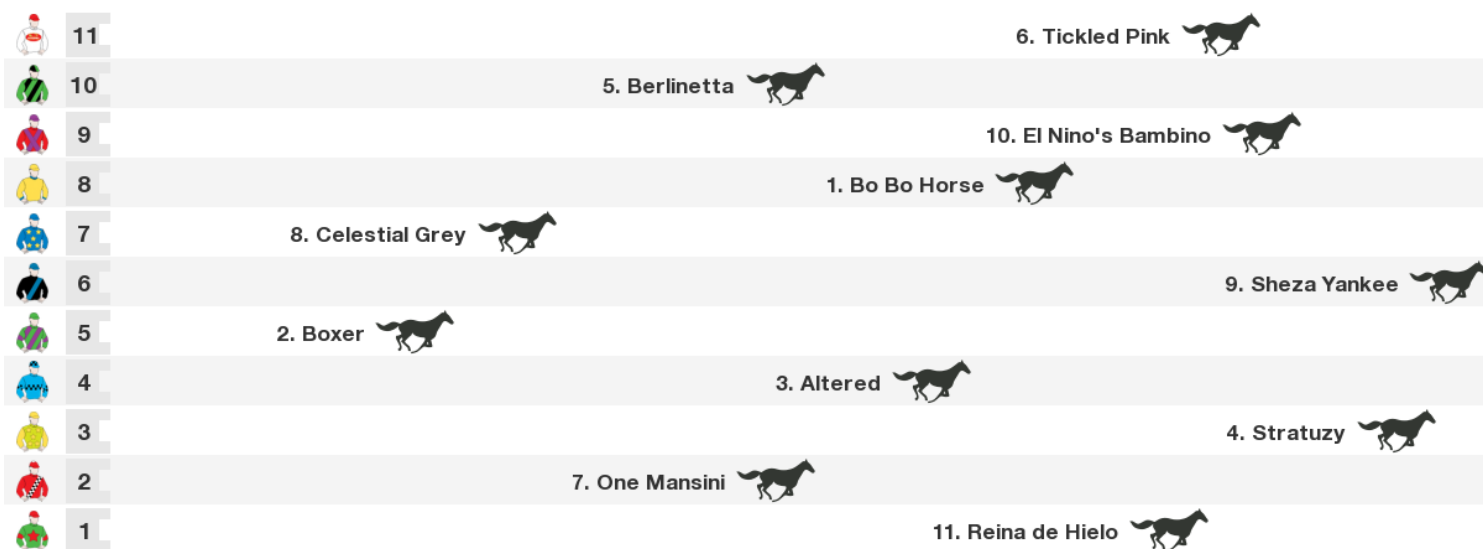 11 6. Tickled Pink
10 5. Berlinetta
9 10. El Nino's Bambino
8 1. Bo Bo Horse
7 8. Celestial Grey
6 9. Sheza Yankee
5 2. Boxer
4 3. Altered
3 4. Stratuzy
2 7. One Mansini
1 11. Reina de Hielo